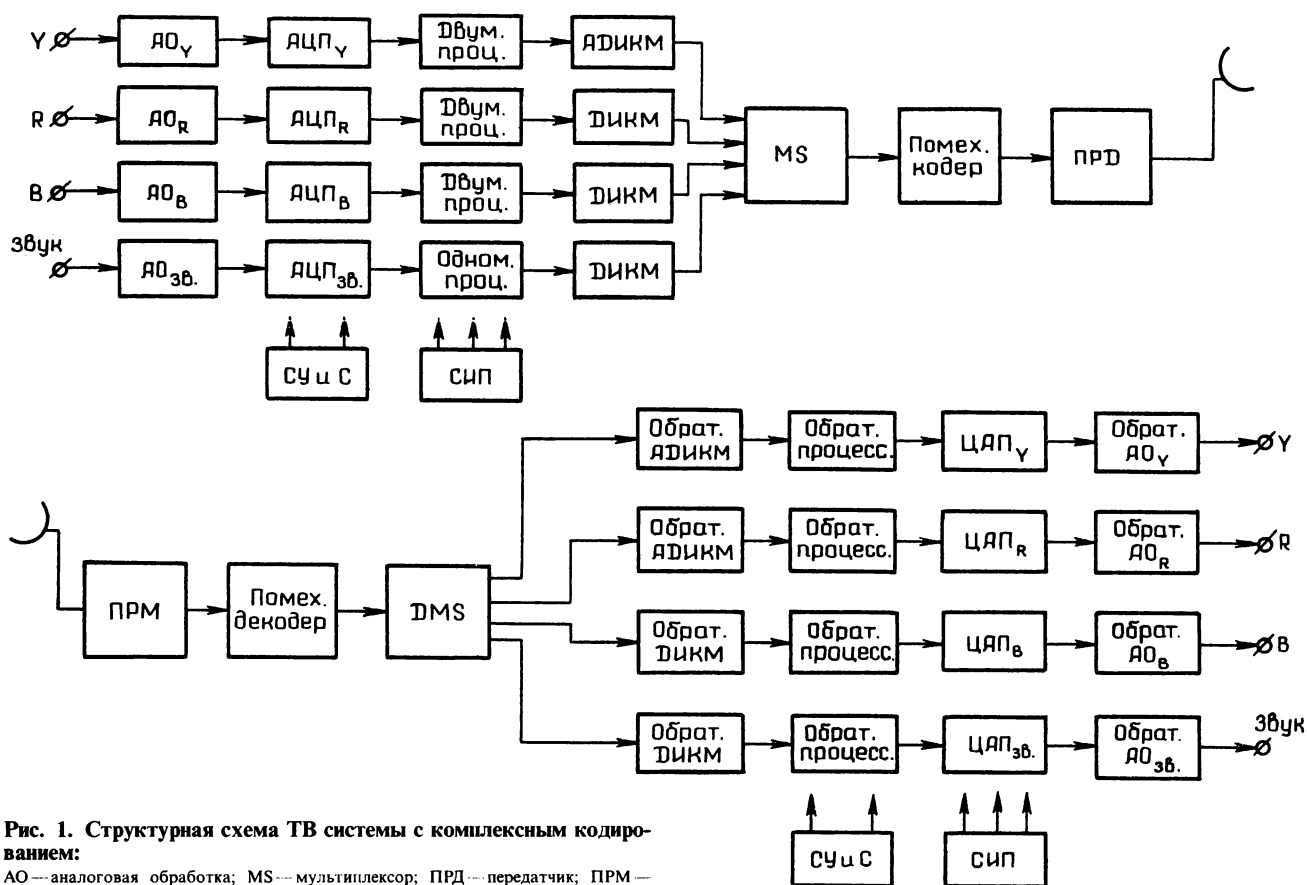 Y
АО_Y
АЦП_Y
Двум. проц.
АДИКМ
R
АО_R
АЦП_R
Двум. проц.
ДИКМ
MS
Помех. кодер
ПРД
B
АО_B
АЦП_B
Двум. проц.
ДИКМ
Звук
АО_зв.
АЦП_зв.
Одном. проц.
ДИКМ
СУ и С
СИП
Обрат. АДИКМ
Обрат. процесс.
ЦАП_Y
Обрат. АО_Y
Y
Обрат. АДИКМ
Обрат. процесс.
ЦАП_R
Обрат. АО_R
R
ПРМ
Помех. декодер
DMS
Обрат. ДИКМ
Обрат. процесс.
ЦАП_B
Обрат. АО_B
B
Обрат. ДИКМ
Обрат. процесс.
ЦАП_зв.
Обрат. АО_зв.
Звук
СУ и С
СИП
Рис. 1. Структурная схема ТВ системы с комплексным кодиро-
ванием:
АО — аналоговая обработка; MS — мультиплексор; ПРД — передатчик; ПРМ —